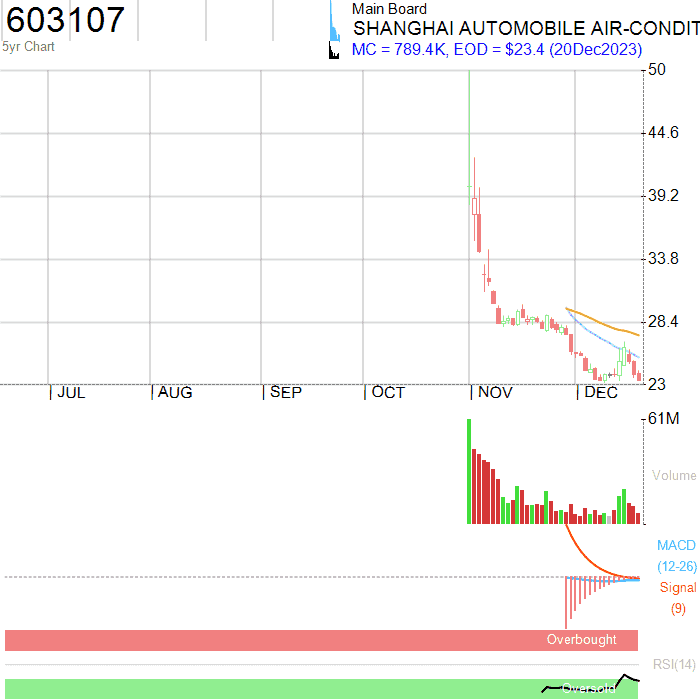 603107
5yr Chart
Main Board
SHANGHAI AUTOMOBILE AIR-CONDIT
MC = 789.4K, EOD = $23.4 (20Dec2023)
50
44.6
39.2
33.8
28.4
23
JUL
AUG
SEP
OCT
NOV
DEC
61M
Volume
MACD
(12-26)
Signal
(9)
Overbought
RSI(14)
Oversold